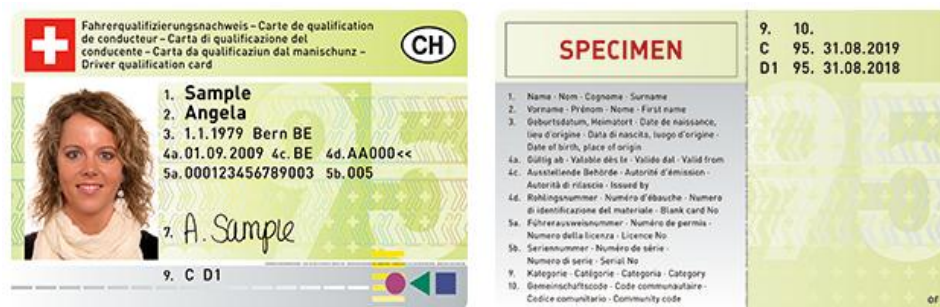 Fahrerqualifizierungsnachweis – Carte de qualification
de conducteur – Carta di qualificazione del
conducente – Carta da qualificaziun dal manischunz –
Driver qualification card
CH
1. Sample
2. Angela
3. 1.1.1979 Bern BE
4a. 01.09.2009 4c. BE 4d. AA000<<
5a. 000123456789003 5b. 005
7. A. Sample
9. C D1
SPECIMEN
1. Name - Nom - Cognome - Surname
2. Vorname - Prénom - Nome - First name
3. Geburtsdatum, Heimatort - Date de naissance,
lieu d'origine - Data di nascita, luogo d'origine -
Date of birth, place of origin
4a. Gültig ab - Valable dès le - Valido dal - Valid from
4c. Ausstellende Behörde - Autorité d'émission -
Autorità di rilascio - Issued by
4d. Rohlingsnummer - Numéro d'ébauche - Numero
di identificazione del materiale - Blank card No
5a. Führerausweisnummer - Numéro de permis -
Numero della licenza - Licence No
5b. Seriennummer - Numéro de série -
Numero di serie - Serial No
9. Kategorie - Catégorie - Categoria - Category
10. Gemeinschaftscode - Code communautaire -
Codice comunitario - Community code
9. 10.
C 95. 31.08.2019
D1 95. 31.08.2018
95